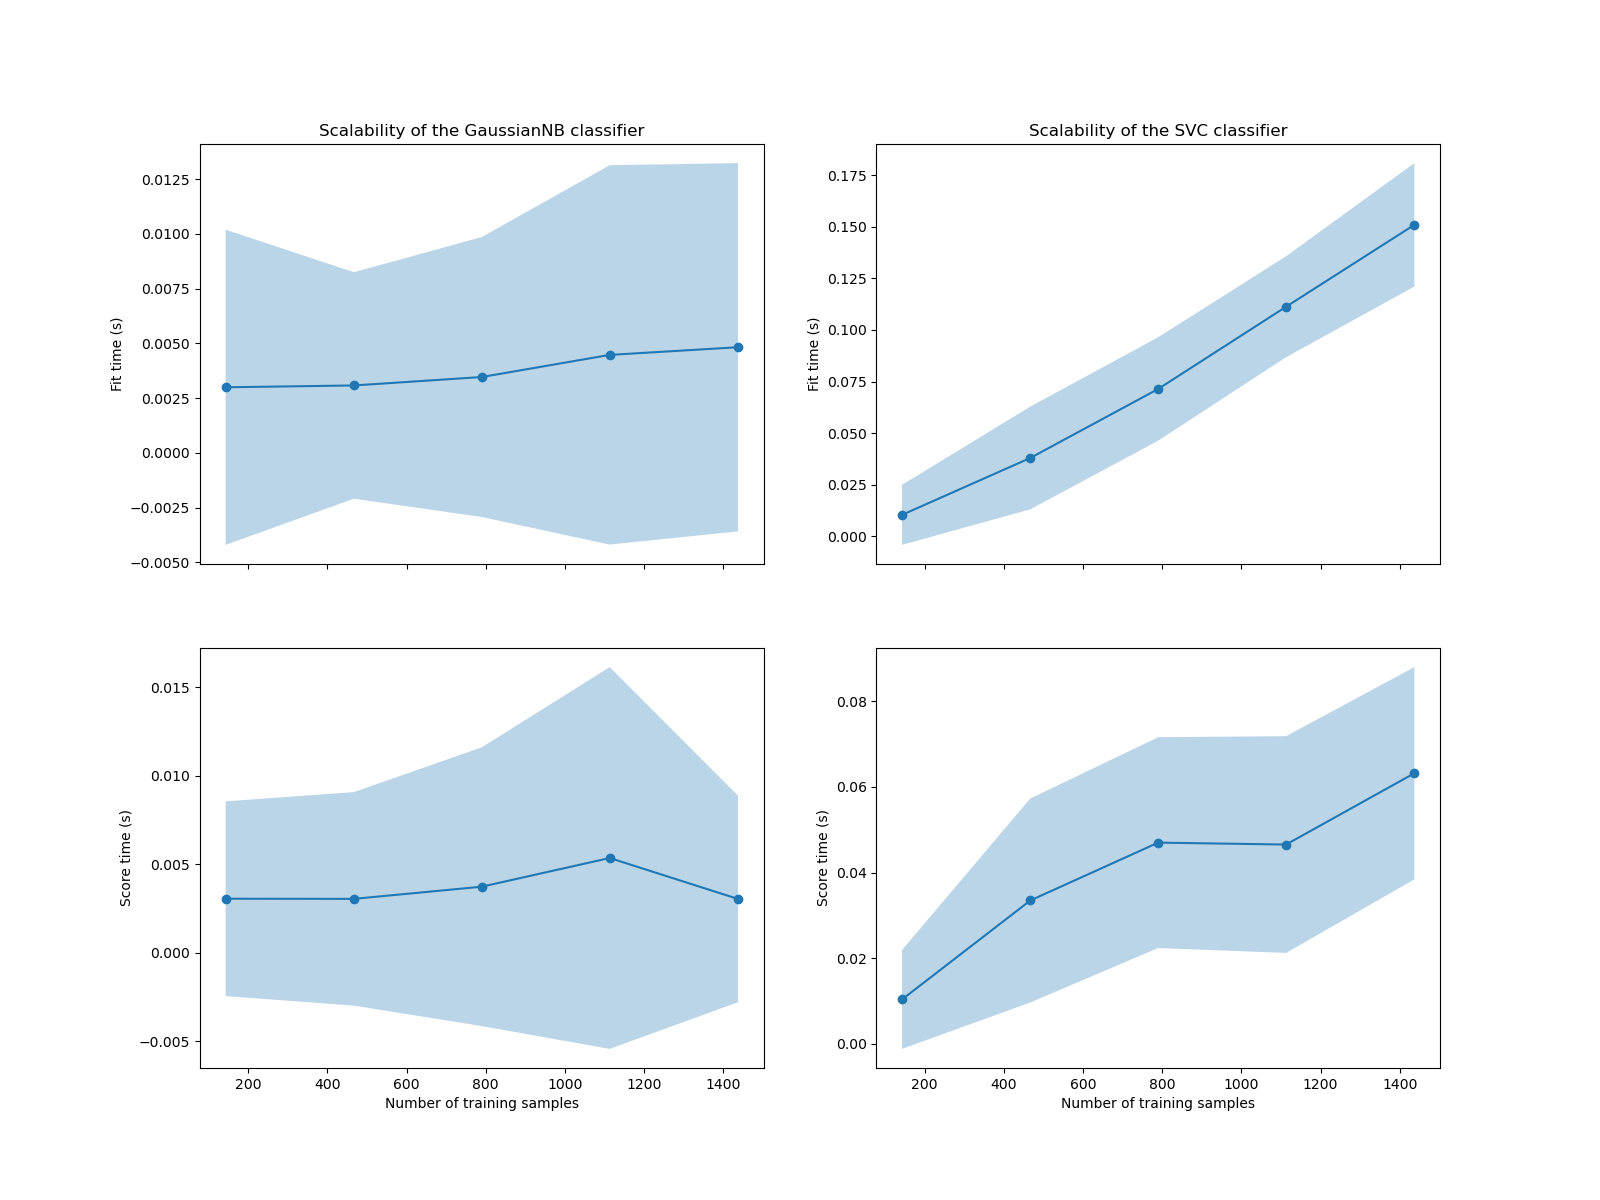 Scalability of the GaussianNB classifier
0.0125
0.0100
0.0075
0.0050
0.0025
0.0000
−0.0025
−0.0050
Fit time (s)
Scalability of the SVC classifier
0.175
0.150
0.125
0.100
0.075
0.050
0.025
0.000
Fit time (s)
0.015
0.010
0.005
0.000
−0.005
Score time (s)
200 400 600 800 1000 1200 1400
Number of training samples
0.08
0.06
0.04
0.02
0.00
Score time (s)
200 400 600 800 1000 1200 1400
Number of training samples